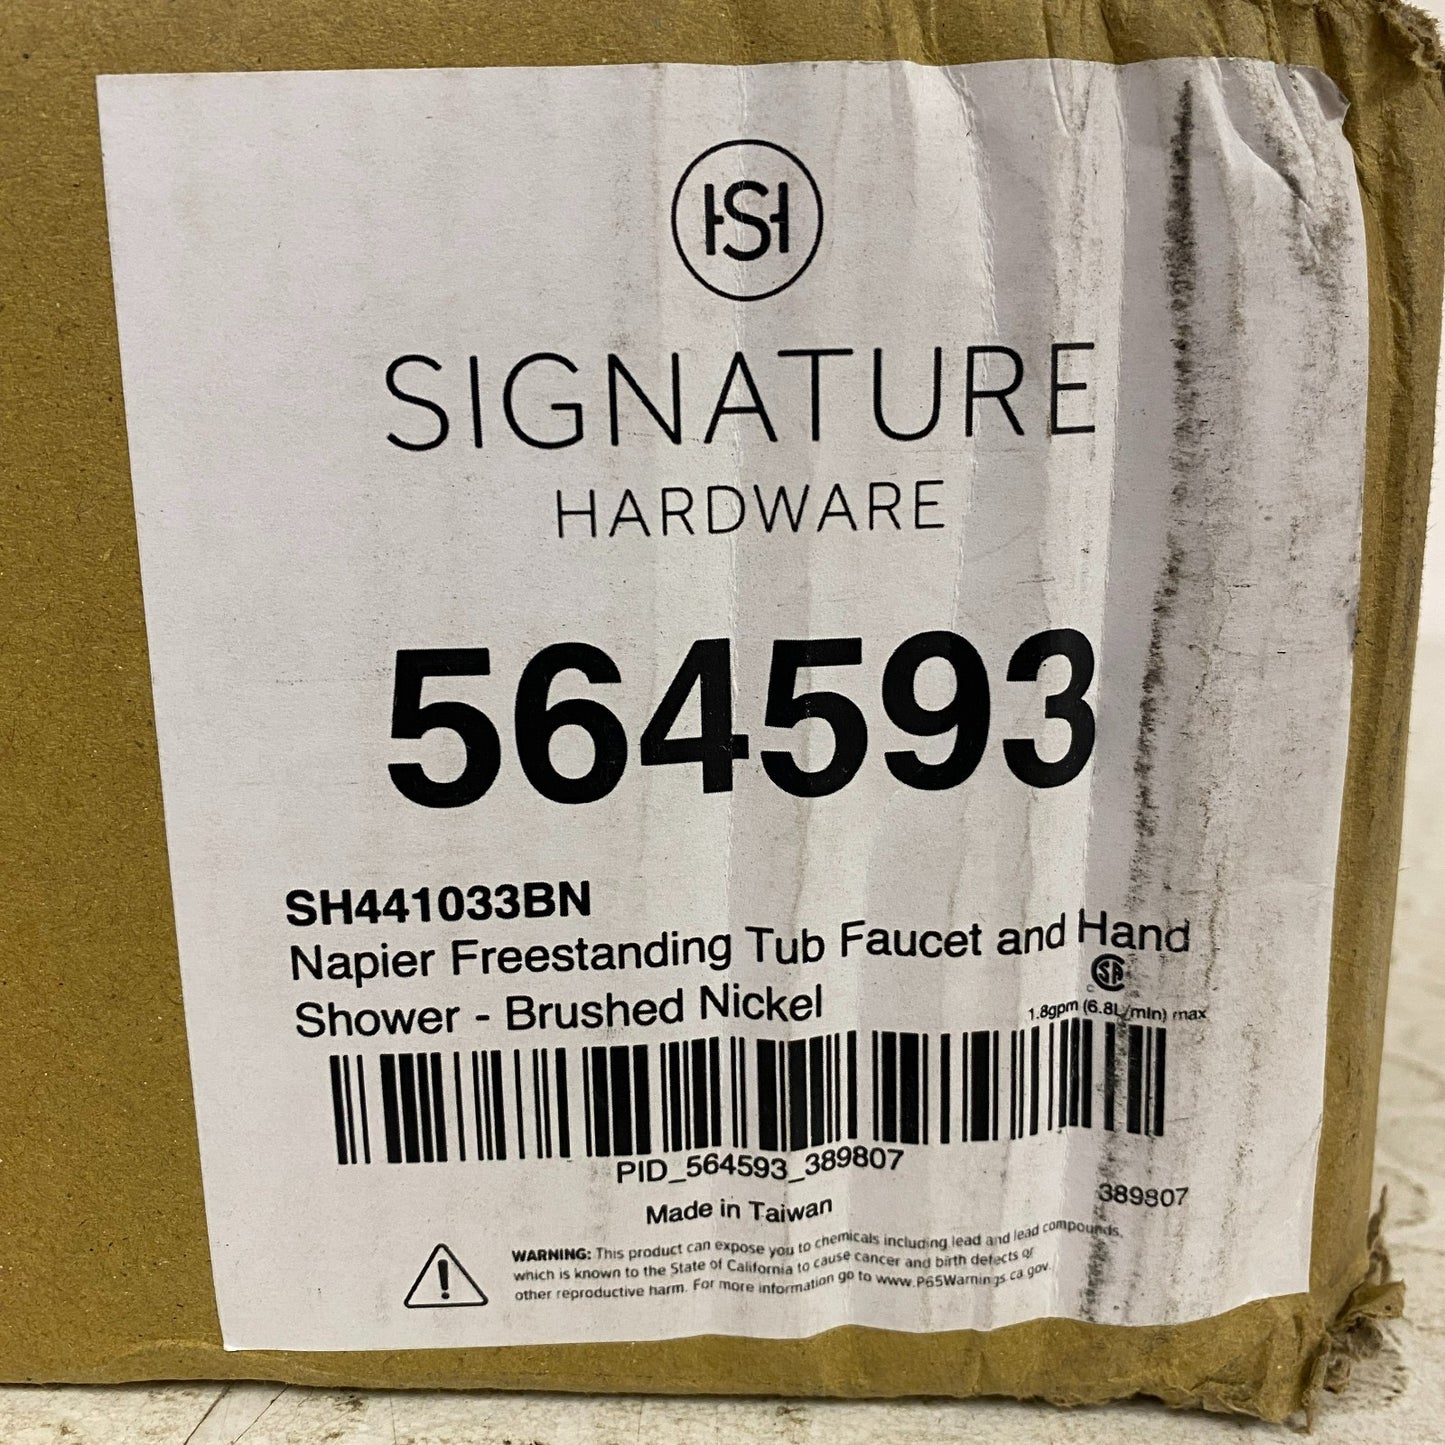 HSH
SIGNATURE
HARDWARE
564593
SH441033BN
Napier Freestanding Tub Faucet and Hand
Shower - Brushed Nickel
SA
1.8gpm (6.8L/min) max
PID_564593_389807
Made in Taiwan
389807
WARNING: This product can expose you to chemicals including lead and lead compounds,
which is known to the State of California to cause cancer and birth defects or
other reproductive harm. For more information go to www.P65Warnings.ca.gov.